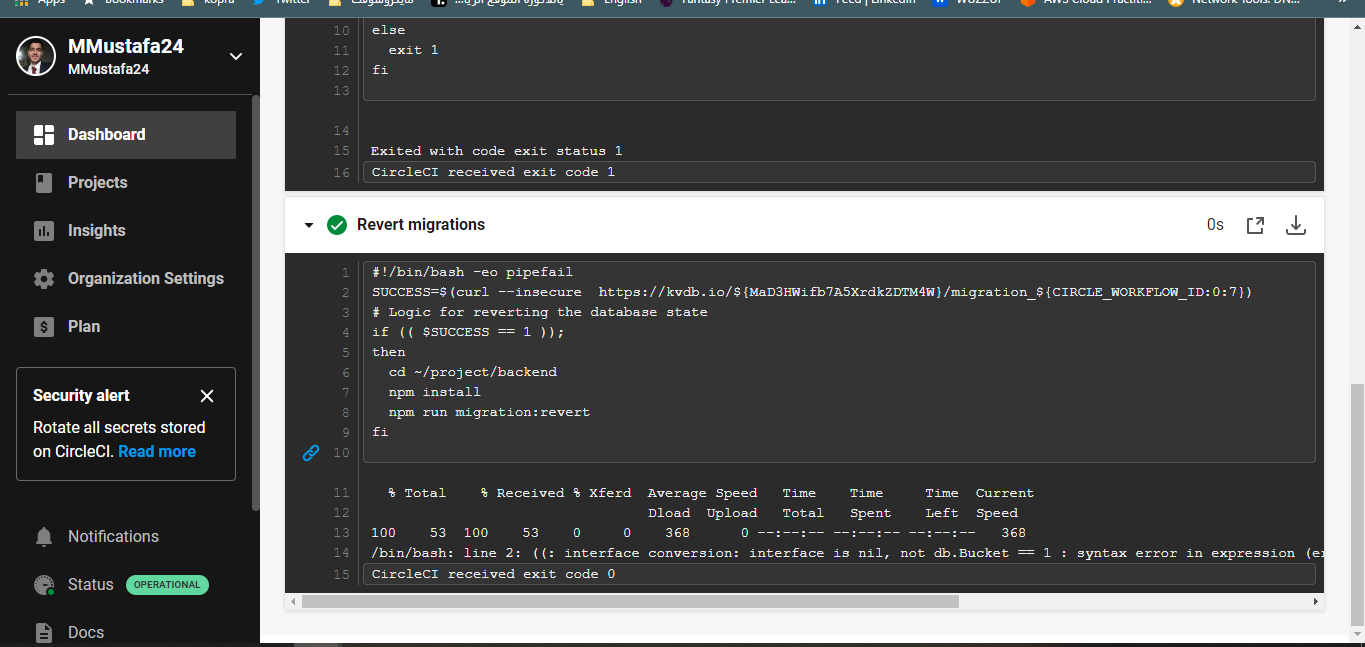 Apps
Bookmarks
kopra
Twitter
مايكروسوفت
English
Fantasy Premier Lea...
Feed | LinkedIn
WUZZUF
AWS Cloud Practiti...
Network Tools: DN...
MMustafa24
MMustafa24
Dashboard
Projects
Insights
Organization Settings
Plan
Security alert
Rotate all secrets stored
on CircleCI. Read more
Notifications
Status OPERATIONAL
Docs
10 else
11 exit 1
12 fi
13
14
15 Exited with code exit status 1
16 CircleCI received exit code 1
Revert migrations 0s
1 #!/bin/bash -eo pipefail
2 SUCCESS=$(curl --insecure  https://kvdb.io/${MaD3HWifb7A5XrdkZDTM4W}/migration_${CIRCLE_WORKFLOW_ID:0:7})
3 # Logic for reverting the database state
4 if (( $SUCCESS == 1 ));
5 then
6 cd ~/project/backend
7 npm install
8 npm run migration:revert
9 fi
10
11 % Total % Received % Xferd Average Speed Time Time Time Current
12 Dload Upload Total Spent Left Speed
13 100 53 100 53 0 0 368 0 --:--:-- --:--:-- --:--:-- 368
14 /bin/bash: line 2: ((: interface conversion: interface is nil, not db.Bucket == 1 : syntax error in expression (er
15 CircleCI received exit code 0